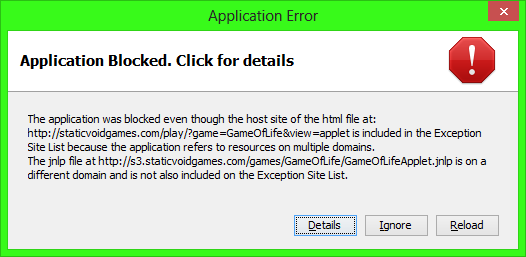 Application Error
Application Blocked. Click for details
The application was blocked even though the host site of the html file at:
http://staticvoidgames.com/play/?game=GameOfLife&view=applet is included in the Exception
Site List because the application refers to resources on multiple domains.
The jnlp file at http://s3.staticvoidgames.com/games/GameOfLife/GameOfLifeApplet.jnlp is on a
different domain and is not also included on the Exception Site List.
Details Ignore Reload